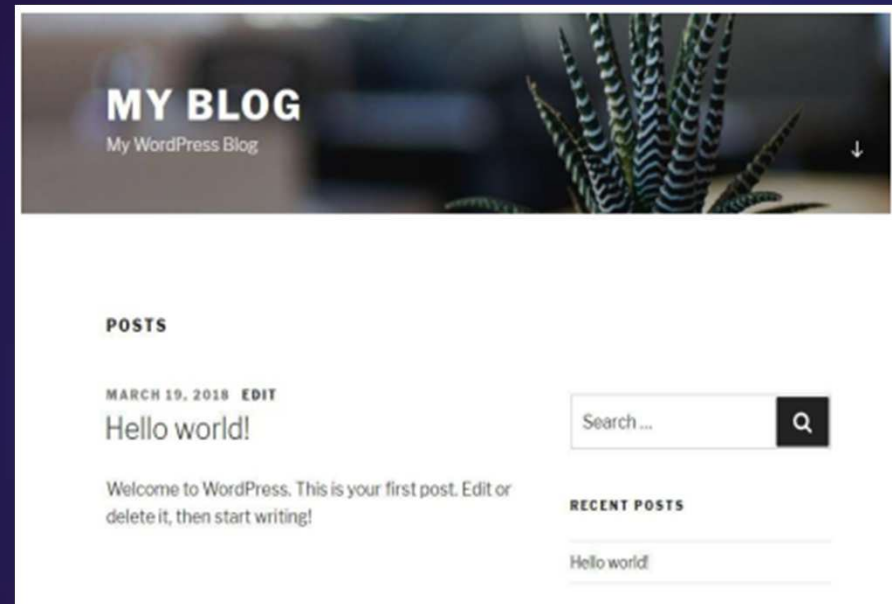 MY BLOG
My WordPress Blog
POSTS
MARCH 19, 2018 EDIT
Hello world!
Welcome to WordPress. This is your first post. Edit or
delete it, then start writing!
Search ...
RECENT POSTS
Hello world!